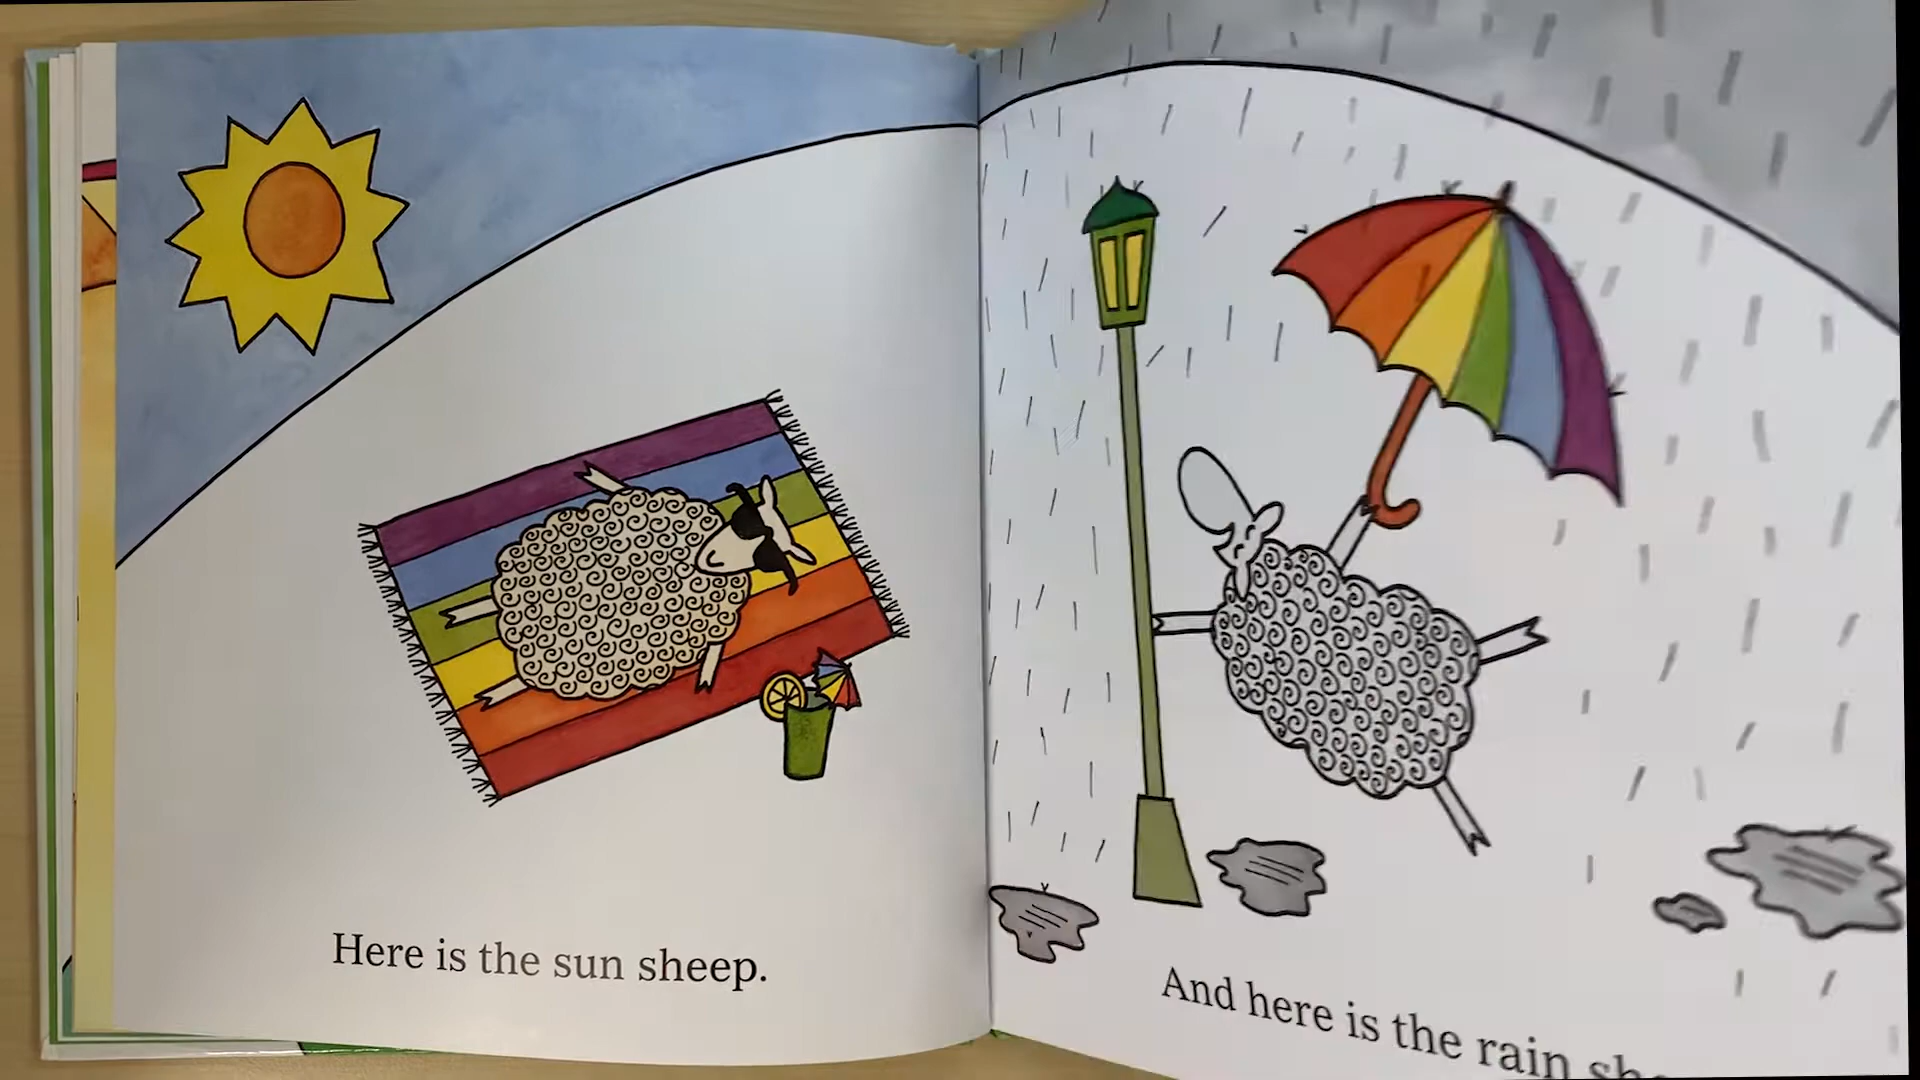 Here is the sun sheep.
And here is the rain